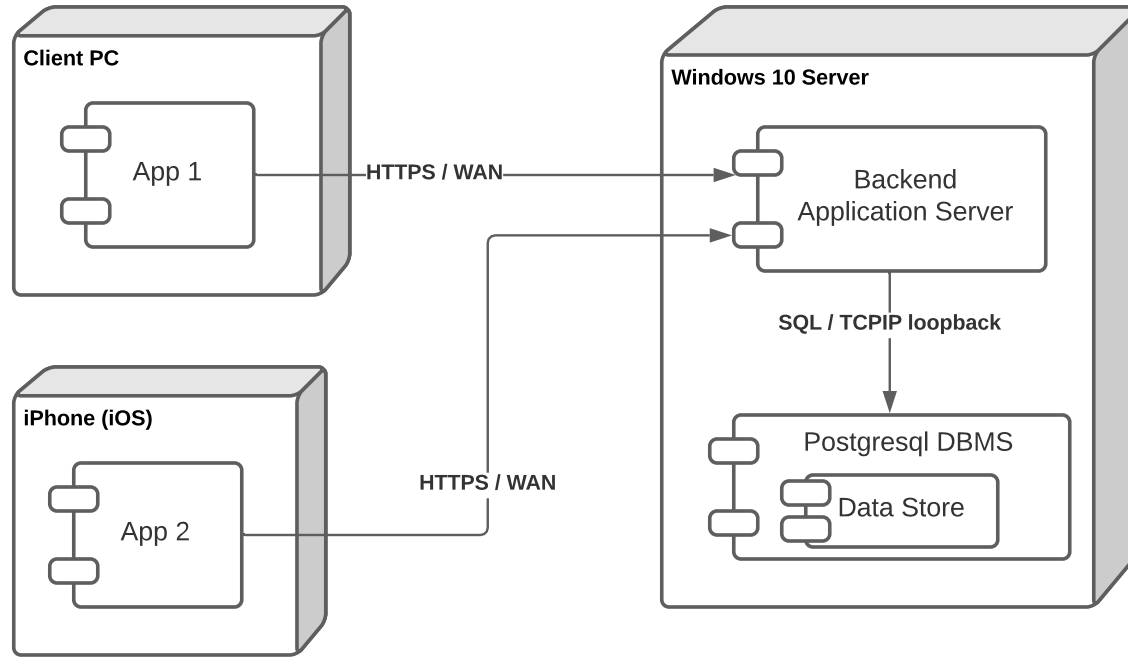 Client PC
App 1
HTTPS / WAN
Windows 10 Server
Backend
Application Server
SQL / TCPIP loopback
Postgresql DBMS
Data Store
iPhone (iOS)
App 2
HTTPS / WAN